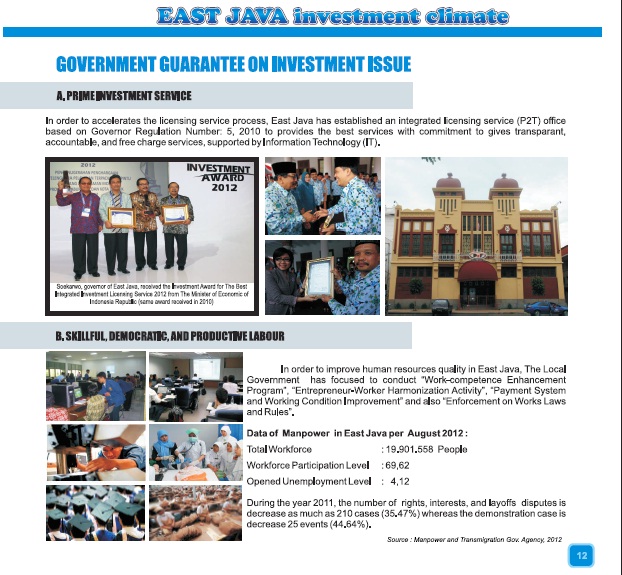 EAST JAVA investment climate
GOVERNMENT GUARANTEE ON INVESTMENT ISSUE
A. PRIME INVESTMENT SERVICE
In order to accelerates the licensing service process, East Java has established an integrated licensing service (P2T) office
based on Governor Regulation Number: 5, 2010 to provides the best services with commitment to gives transparant,
accountable, and free charge services, supported by Information Technology (IT).
2012
INVESTMENT
AWARD
2012
Soekarwo, governor of East Java, received the Investment Award for The Best
Integrated Investment Licensing Service 2012 from The Minister of Economic of
Indonesia Republic (same award received in 2010)
B. SKILLFUL, DEMOCRATIC, AND PRODUCTIVE LABOUR
In order to improve human resources quality in East Java, The Local
Government has focused to conduct "Work-competence Enhancement
Program", "Entrepreneur-Worker Harmonization Activity", "Payment System
and Working Condition Improvement" and also "Enforcement on Works Laws
and Rules".
Data of Manpower in East Java per August 2012 :
Total Workforce : 19.901.558 People
Workforce Participation Level : 69,62
Opened Unemployment Level : 4,12
During the year 2011, the number of rights, interests, and layoffs disputes is
decrease as much as 210 cases (35.47%) whereas the demonstration case is
decrease 25 events (44.64%).
Source : Manpower and Transmigration Gov. Agency, 2012
12